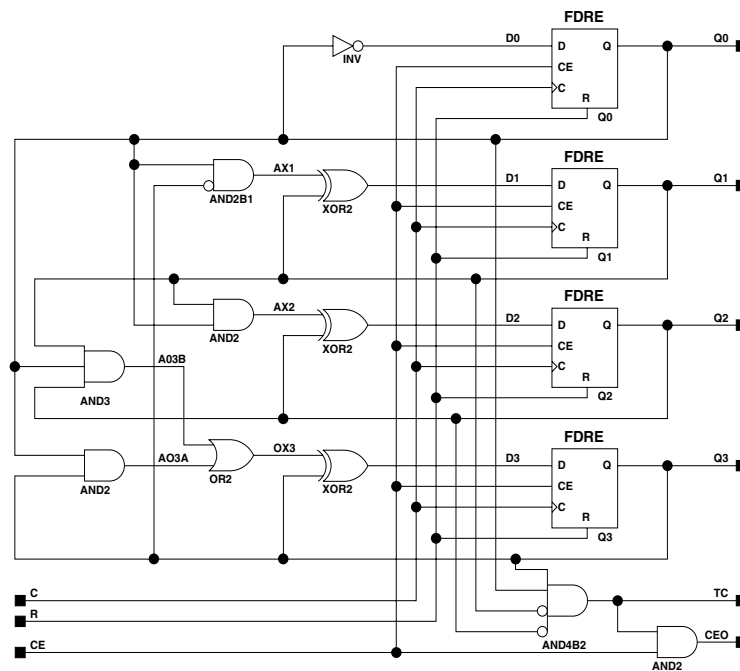 FDRE
D0 D Q Q0
INV CE
C
R
Q0
FDRE
AX1 D1 D Q Q1
AND2B1 XOR2 CE
C
R
Q1
FDRE
AX2 D2 D Q Q2
AND2 XOR2 CE
C
A03B
R
AND3 Q2
FDRE
AO3A OX3 D3 D Q Q3
AND2 OR2 XOR2 CE
C
R
Q3
C TC
R
AND4B2 CEO
CE
AND2